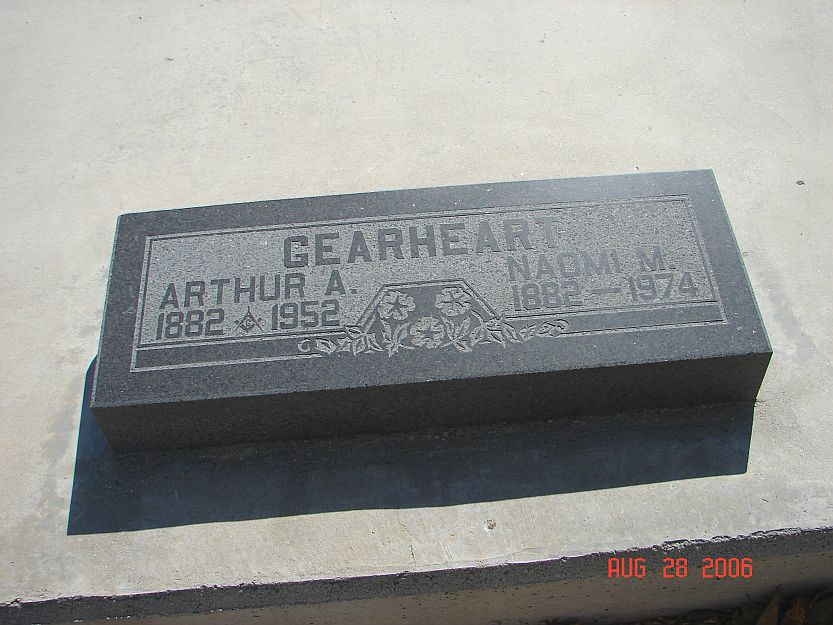 GEARHEART
ARTHUR A.
1882 G 1952
NAOMI M.
1882 — 1974
AUG 28 2006